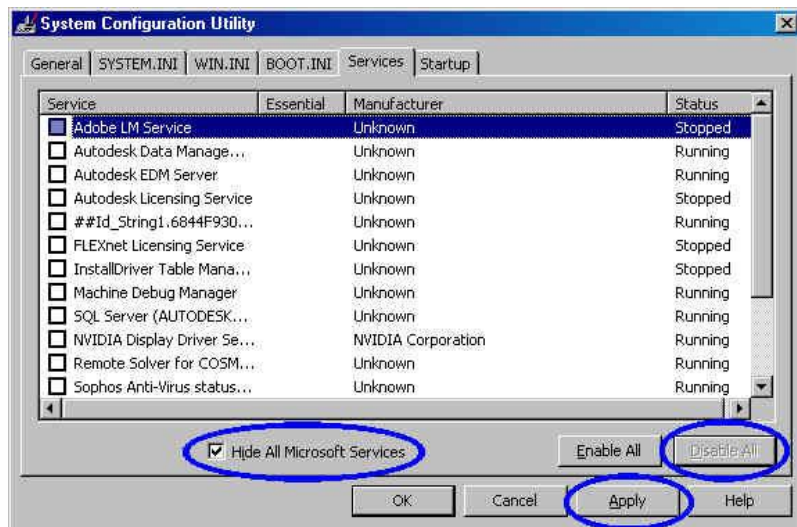 System Configuration Utility
General SYSTEM.INI WIN.INI BOOT.INI Services Startup
Service Essential Manufacturer Status
Adobe LM Service Unknown Stopped
Autodesk Data Manage... Unknown Running
Autodesk EDM Server Unknown Running
Autodesk Licensing Service Unknown Stopped
##Id_String1.6844F930... Unknown Running
FLEXnet Licensing Service Unknown Stopped
InstallDriver Table Mana... Unknown Stopped
Machine Debug Manager Unknown Running
SQL Server (AUTODESK... Unknown Running
NVIDIA Display Driver Se... NVIDIA Corporation Running
Remote Solver for COSM... Unknown Running
Sophos Anti-Virus status... Unknown Running
Hide All Microsoft Services Enable All Disable All
OK Cancel Apply Help